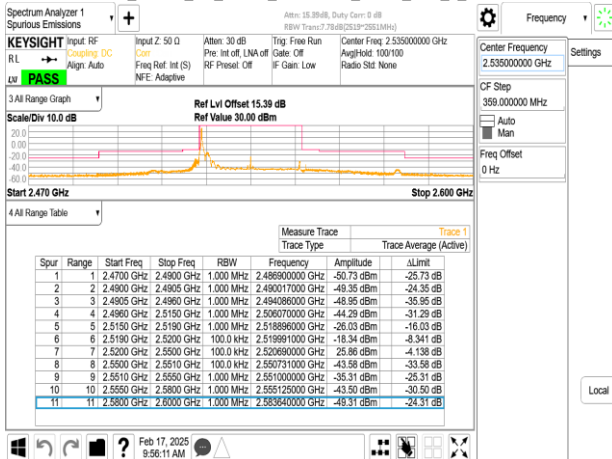 Spectrum Analyzer 1
Spurious Emissions
Attn: 15.39dB, Duty Corr: 0 dB
RBW Trans:7.78dB(2519~2551MHz)
Frequency
KEYSIGHT Input: RF Input Z: 50 Ω Atten: 30 dB Trig: Free Run Center Freq: 2.535000000 GHz
RL Coupling: DC Corr Pre: Int off, LNA off Gate: Off Avg|Hold: 100/100
Align: Auto Freq Ref: Int (S) RF Preset: Off IF Gain: Low Radio Std: None
LXI PASS NFE: Adaptive
Center Frequency
2.535000000 GHz
Settings
CF Step
359.000000 MHz
Auto
Man
Freq Offset
0 Hz
Local
3 All Range Graph
Ref Lvl Offset 15.39 dB
Scale/Div 10.0 dB Ref Value 30.00 dBm
20.0
0.00
-20.0
-40.0
-60.0
Start 2.470 GHz Stop 2.600 GHz
4 All Range Table
Measure Trace Trace 1
Trace Type Trace Average (Active)
Spur Range Start Freq Stop Freq RBW Frequency Amplitude ΔLimit
1 1 2.4700 GHz 2.4900 GHz 1.000 MHz 2.486900000 GHz -50.73 dBm -25.73 dB
2 2 2.4900 GHz 2.4905 GHz 1.000 MHz 2.490017000 GHz -49.35 dBm -24.35 dB
3 3 2.4905 GHz 2.4960 GHz 1.000 MHz 2.494086000 GHz -48.95 dBm -35.95 dB
4 4 2.4960 GHz 2.5150 GHz 1.000 MHz 2.506070000 GHz -44.29 dBm -31.29 dB
5 5 2.5150 GHz 2.5190 GHz 1.000 MHz 2.518896000 GHz -26.03 dBm -16.03 dB
6 6 2.5190 GHz 2.5200 GHz 100.0 kHz 2.519991000 GHz -18.34 dBm -8.341 dB
7 7 2.5200 GHz 2.5500 GHz 100.0 kHz 2.520690000 GHz 25.86 dBm -4.138 dB
8 8 2.5500 GHz 2.5510 GHz 100.0 kHz 2.550731000 GHz -43.58 dBm -33.58 dB
9 9 2.5510 GHz 2.5550 GHz 1.000 MHz 2.551000000 GHz -35.31 dBm -25.31 dB
10 10 2.5550 GHz 2.5800 GHz 1.000 MHz 2.555125000 GHz -43.50 dBm -30.50 dB
11 11 2.5800 GHz 2.6000 GHz 1.000 MHz 2.583640000 GHz -49.31 dBm -24.31 dB
Feb 17, 2025
9:56:11 AM